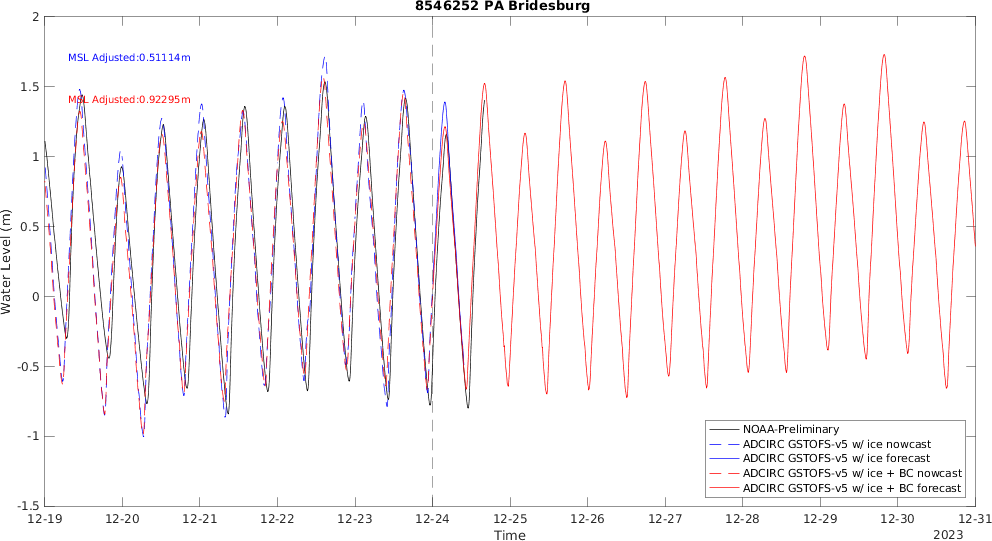 8546252 PA Bridesburg
2
1.5
1
0.5
0
-0.5
-1
-1.5
Water Level (m)
MSL Adjusted:0.51114m
MSL Adjusted:0.92295m
NOAA-Preliminary
ADCIRC GSTOFS-v5 w/ ice nowcast
ADCIRC GSTOFS-v5 w/ ice forecast
ADCIRC GSTOFS-v5 w/ ice + BC nowcast
ADCIRC GSTOFS-v5 w/ ice + BC forecast
12-19 12-20 12-21 12-22 12-23 12-24 12-25 12-26 12-27 12-28 12-29 12-30 12-31
Time
2023